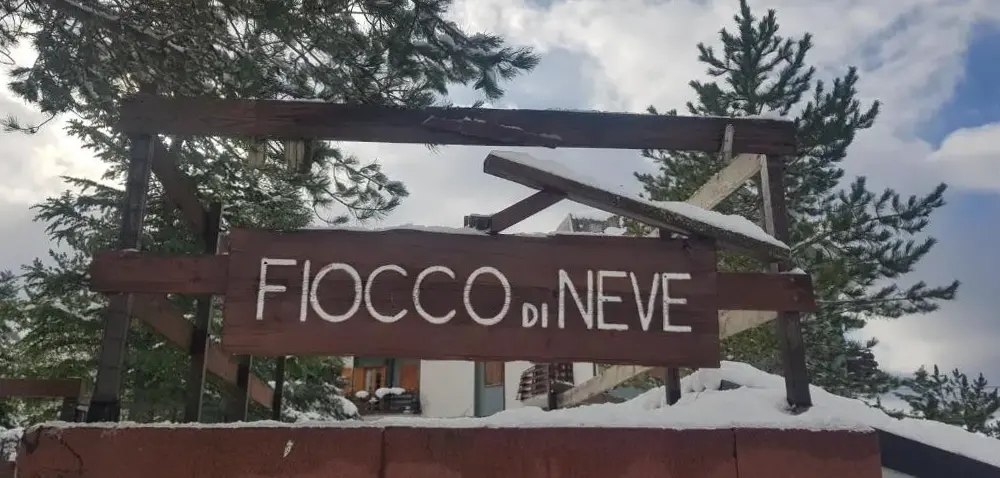 FIOCCO DI NEVE